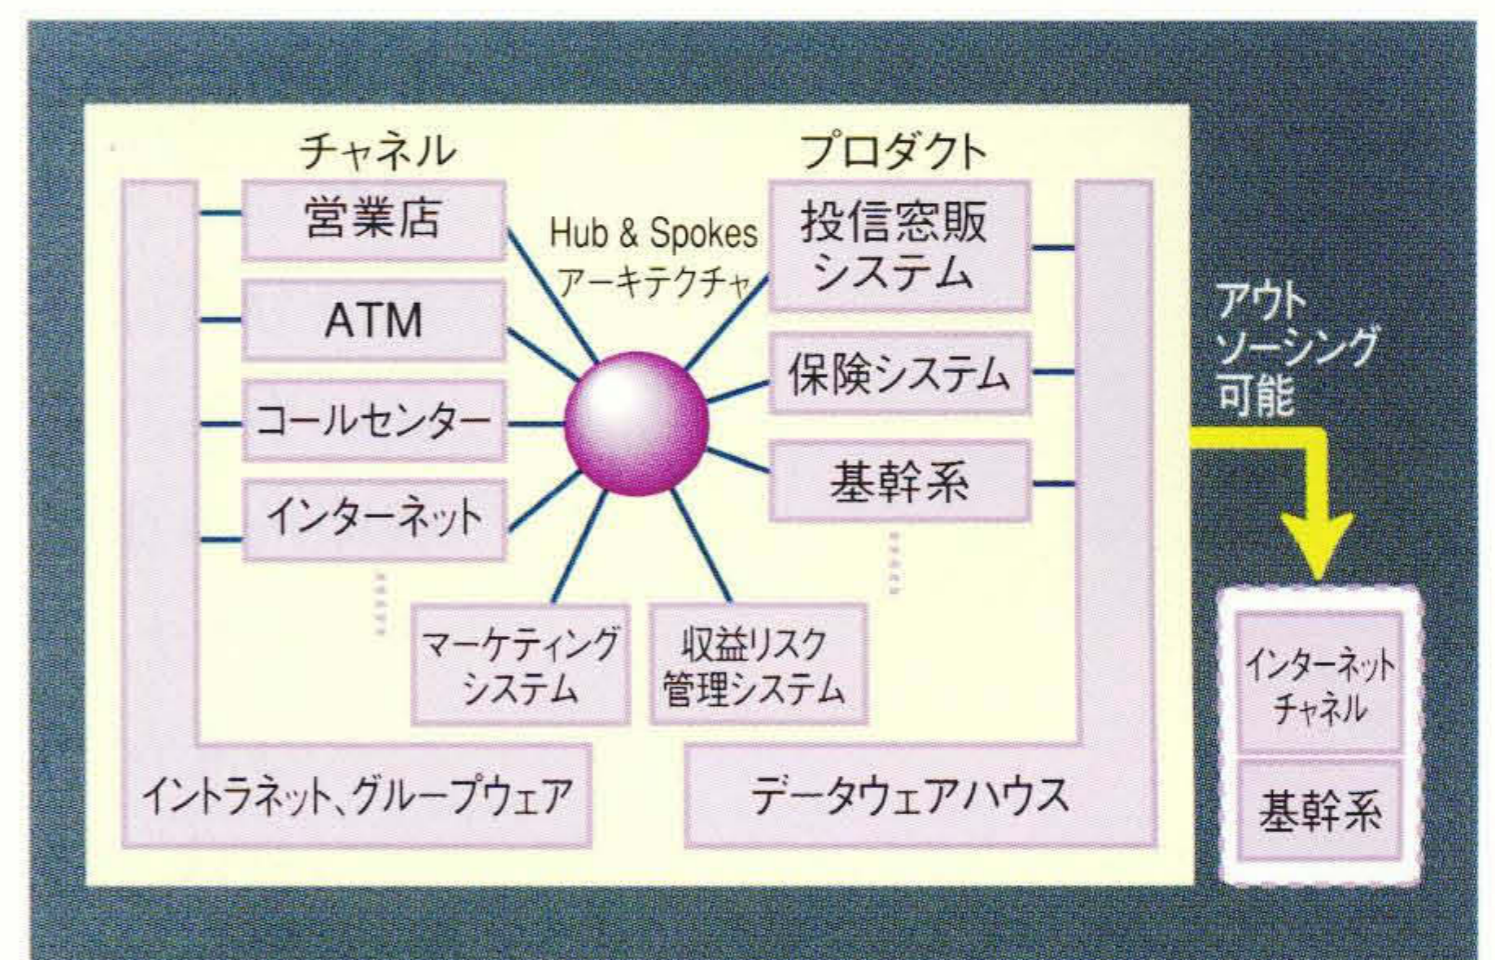 チャネル
営業店
ATM
コールセンター
インターネット
Hub & Spokes
アーキテクチャ
プロダクト
投信窓販
システム
保険システム
基幹系
マーケティング
システム
収益リスク
管理システム
イントラネット、グループウェア
データウェアハウス
アウト
ソーシング
可能
インターネット
チャネル
基幹系